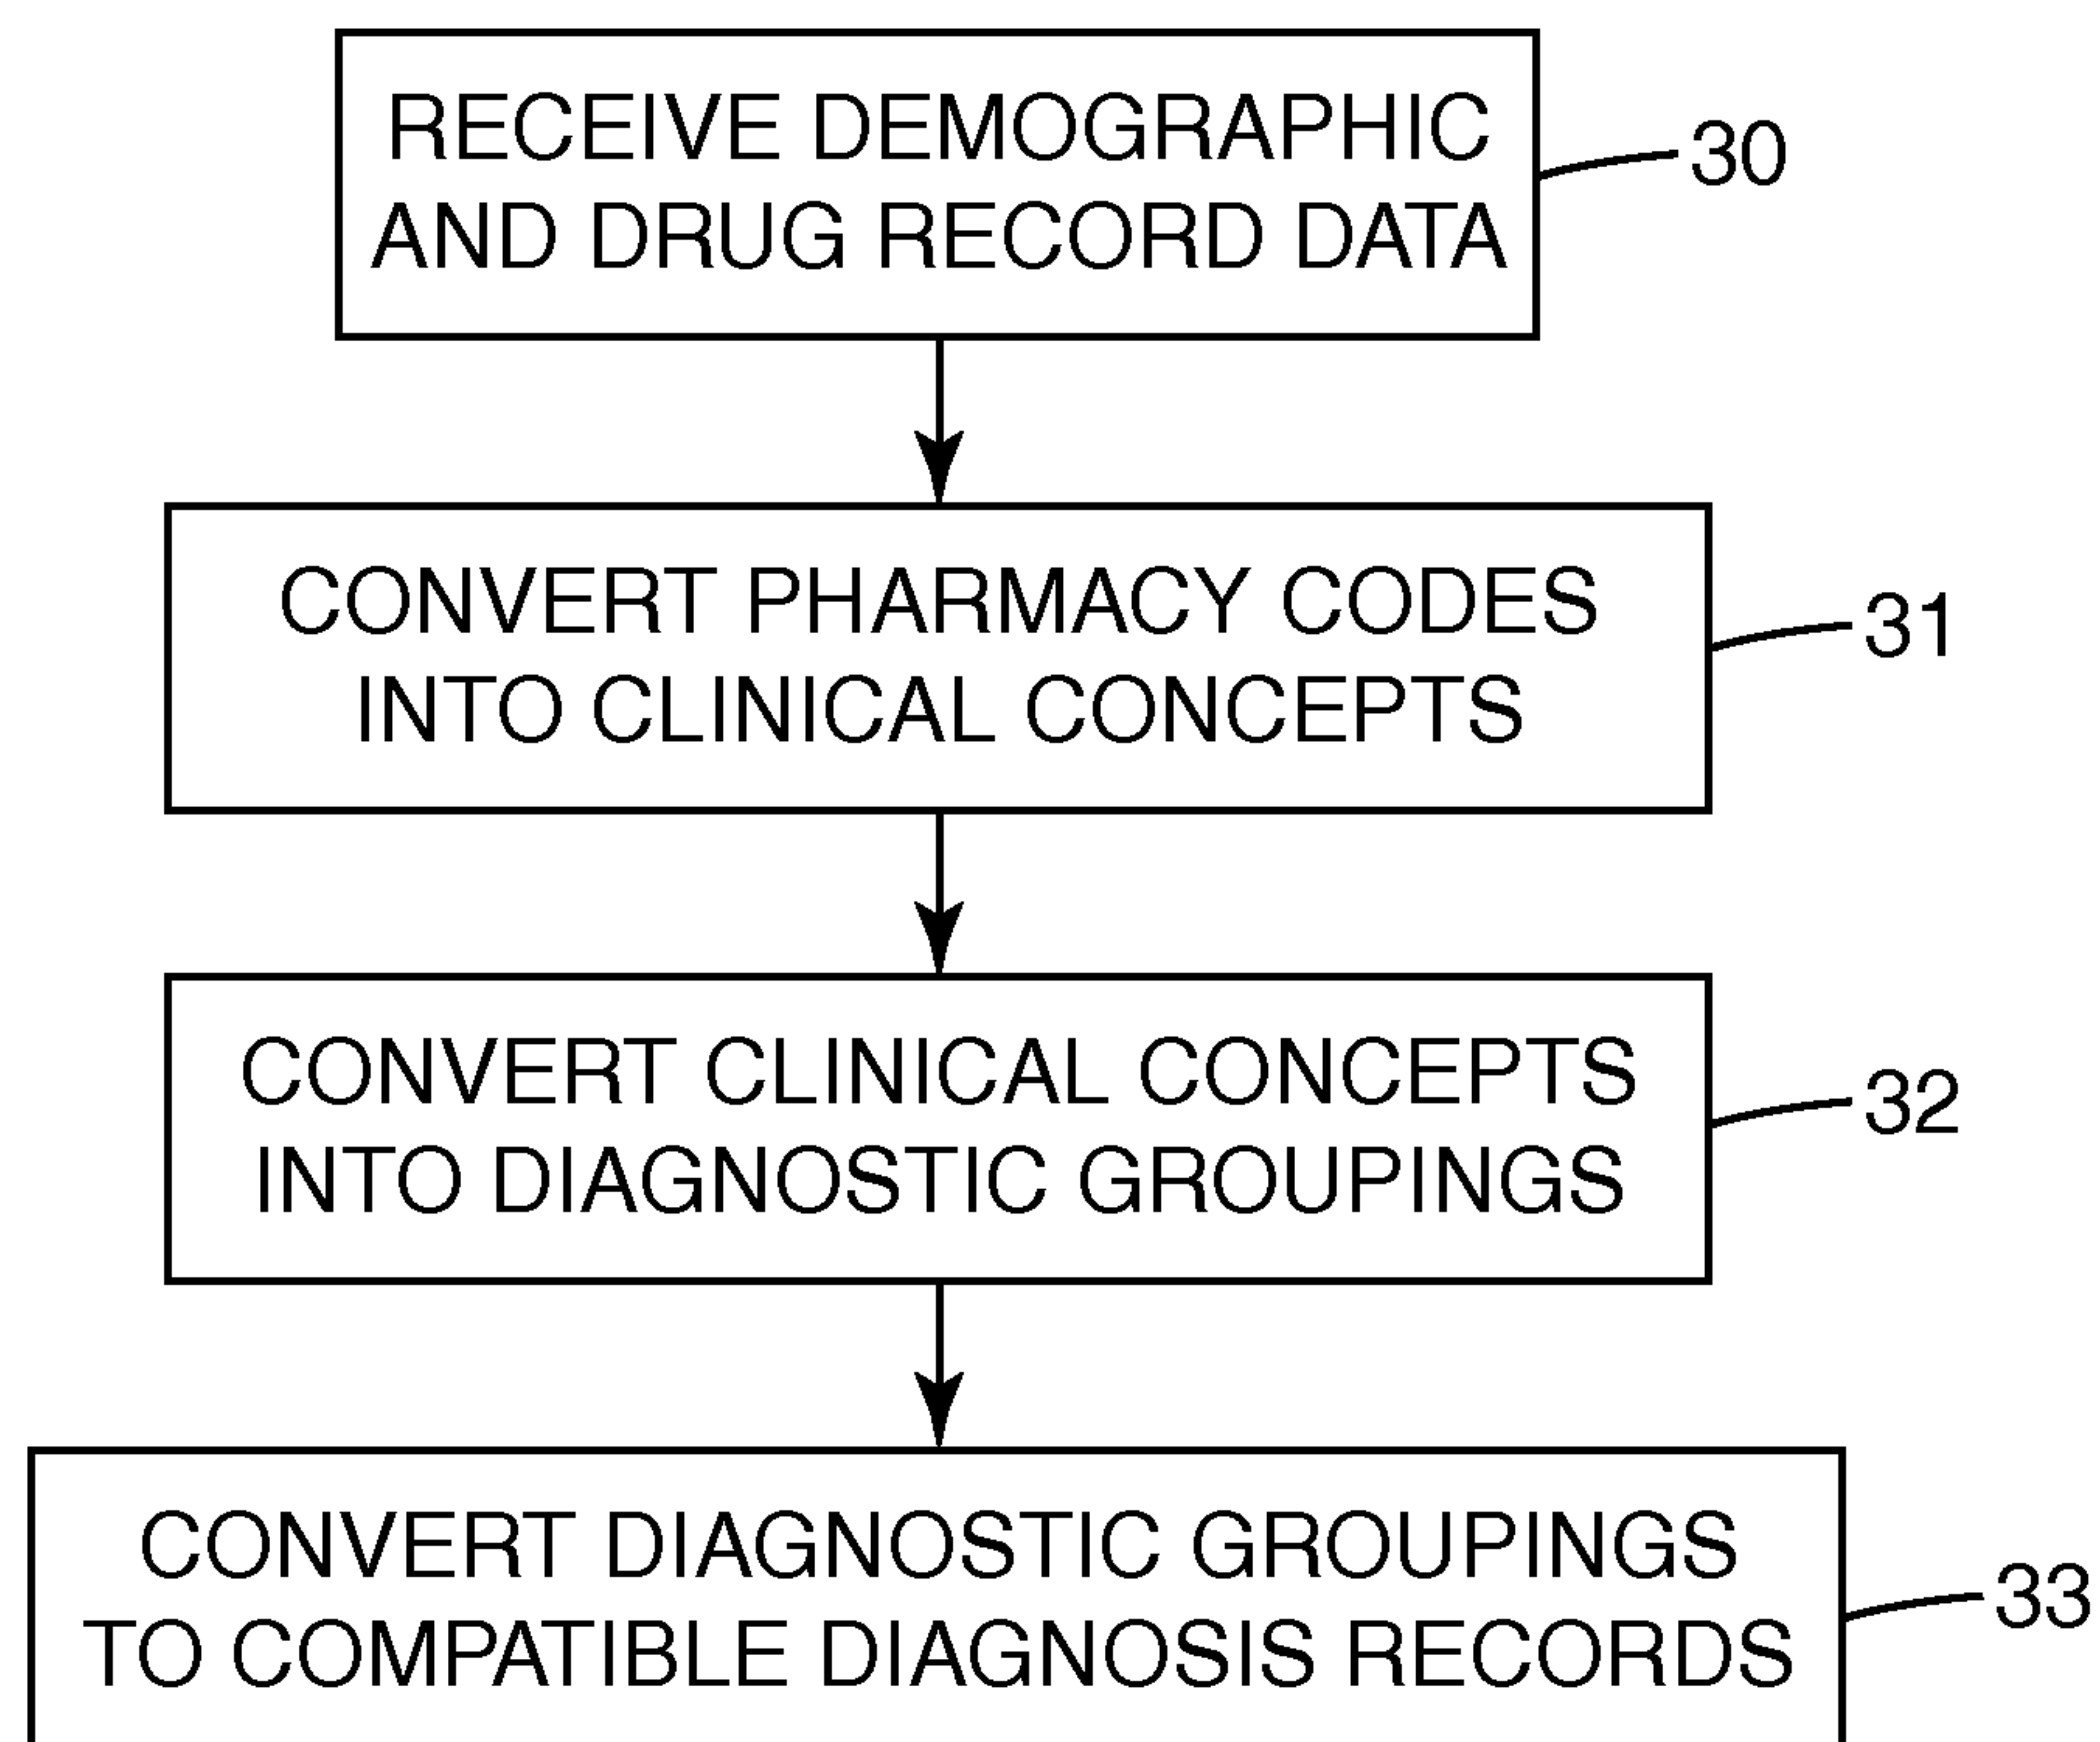 RECEIVE DEMOGRAPHIC
AND DRUG RECORD DATA
30
CONVERT PHARMACY CODES
INTO CLINICAL CONCEPTS
31
CONVERT CLINICAL CONCEPTS
INTO DIAGNOSTIC GROUPINGS
32
CONVERT DIAGNOSTIC GROUPINGS
TO COMPATIBLE DIAGNOSIS RECORDS
33